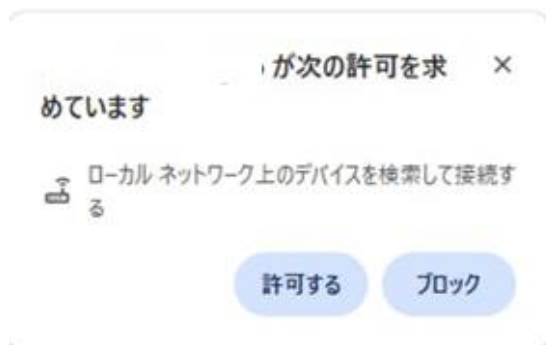 が次の許可を求
めています
ローカル ネットワーク上のデバイスを検索して接続す
る
許可する
ブロック